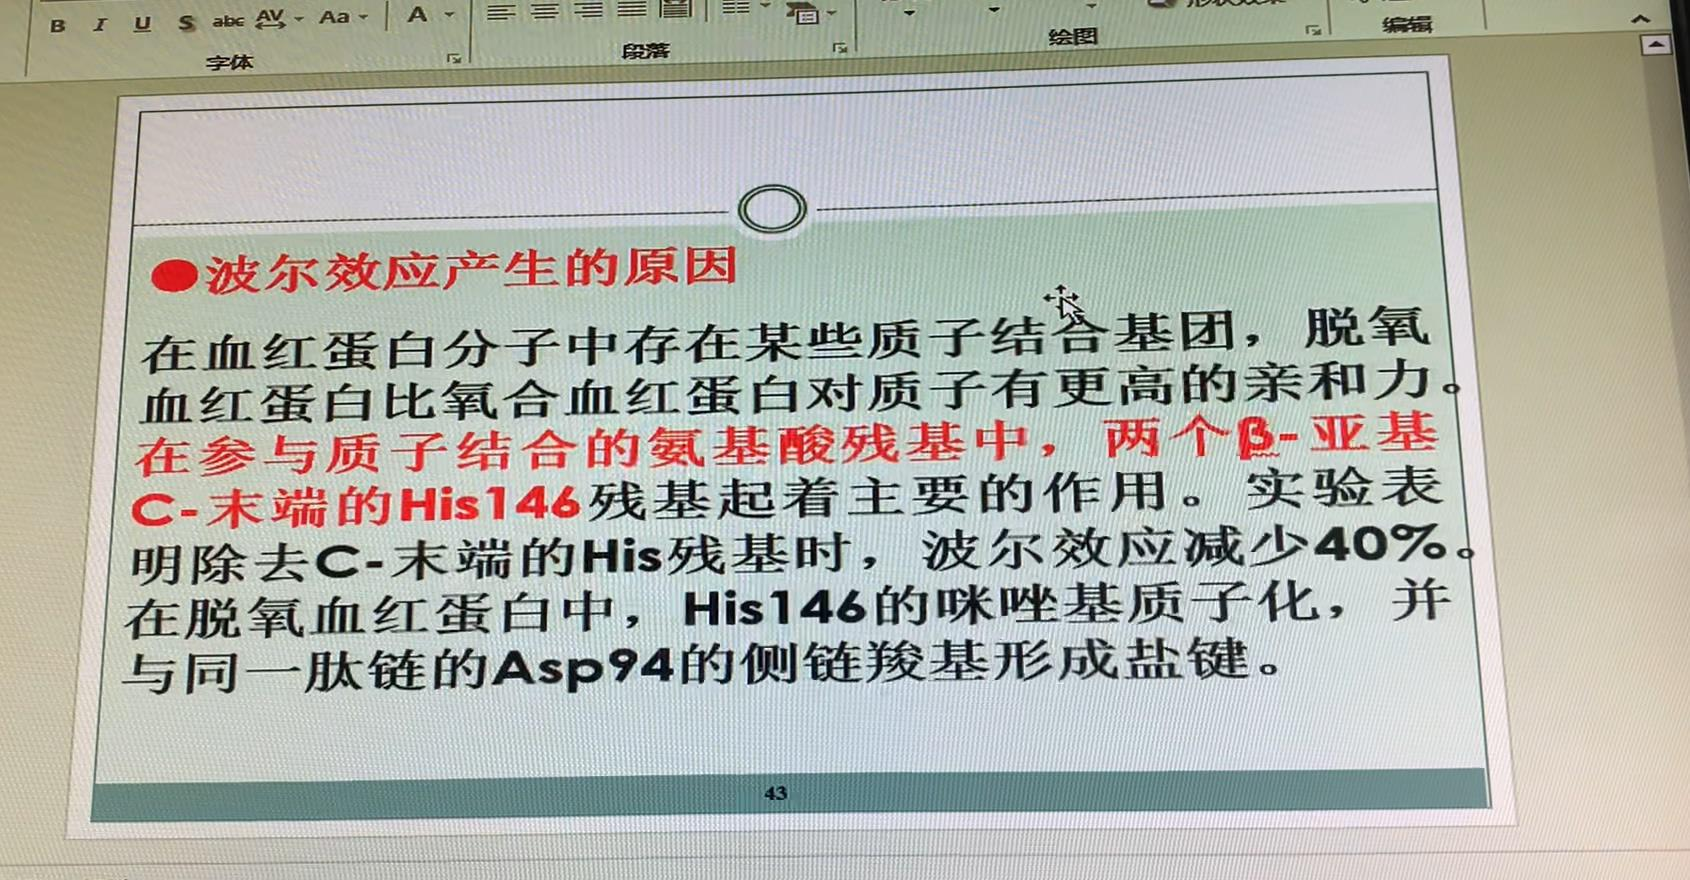 B I U S abc AV Aa A
字体 段落 绘图 编辑
●波尔效应产生的原因
在血红蛋白分子中存在某些质子结合基团，脱氧
血红蛋白比氧合血红蛋白对质子有更高的亲和力。
在参与质子结合的氨基酸残基中，两个β-亚基
C-末端的His146残基起着主要的作用。实验表
明除去C-末端的His残基时，波尔效应减少40%。
在脱氧血红蛋白中，His146的咪唑基质子化，并
与同一肽链的Asp94的侧链羧基形成盐键。
43